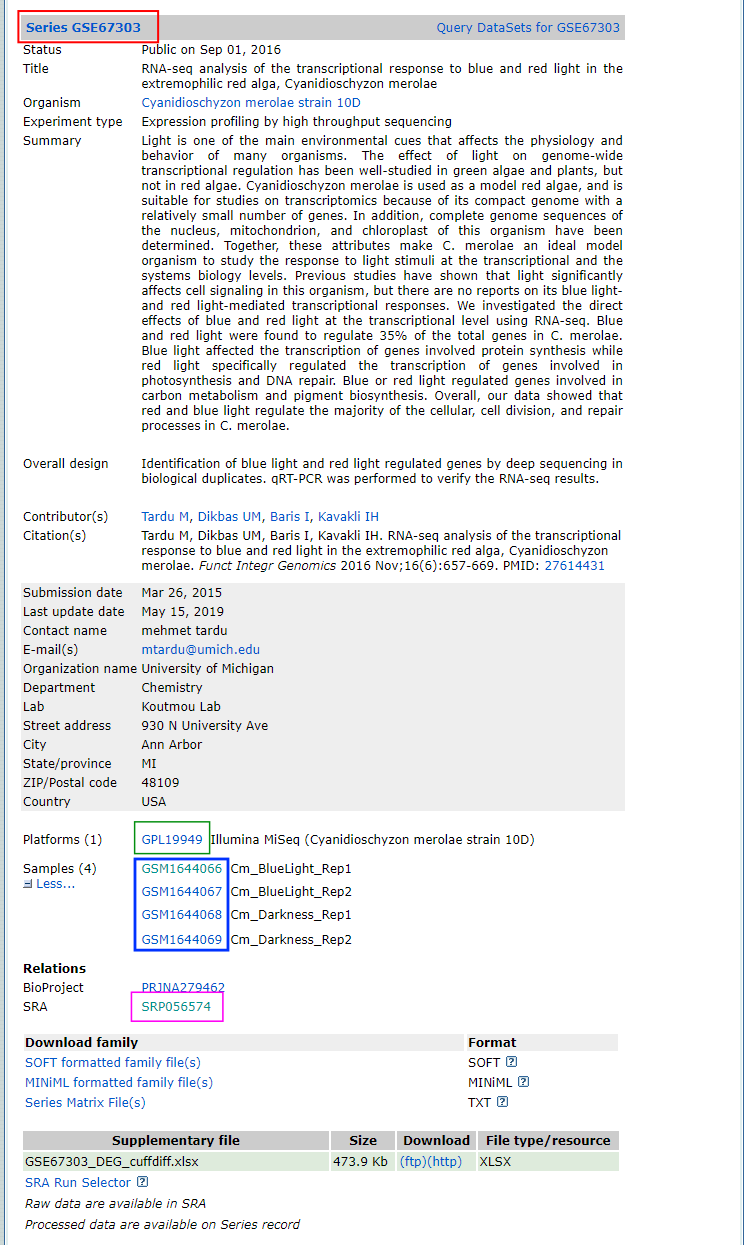 Series GSE67303 Query DataSets for GSE67303
Status Public on Sep 01, 2016
Title RNA-seq analysis of the transcriptional response to blue and red light in the
extremophilic red alga, Cyanidioschyzon merolae
Organism Cyanidioschyzon merolae strain 10D
Experiment type Expression profiling by high throughput sequencing
Summary Light is one of the main environmental cues that affects the physiology and
behavior of many organisms. The effect of light on genome-wide
transcriptional regulation has been well-studied in green algae and plants, but
not in red algae. Cyanidioschyzon merolae is used as a model red algae, and is
suitable for studies on transcriptomics because of its compact genome with a
relatively small number of genes. In addition, complete genome sequences of
the nucleus, mitochondrion, and chloroplast of this organism have been
determined. Together, these attributes make C. merolae an ideal model
organism to study the response to light stimuli at the transcriptional and the
systems biology levels. Previous studies have shown that light significantly
affects cell signaling in this organism, but there are no reports on its blue light-
and red light-mediated transcriptional responses. We investigated the direct
effects of blue and red light at the transcriptional level using RNA-seq. Blue
and red light were found to regulate 35% of the total genes in C. merolae.
Blue light affected the transcription of genes involved protein synthesis while
red light specifically regulated the transcription of genes involved in
photosynthesis and DNA repair. Blue or red light regulated genes involved in
carbon metabolism and pigment biosynthesis. Overall, our data showed that
red and blue light regulate the majority of the cellular, cell division, and repair
processes in C. merolae.
Overall design Identification of blue light and red light regulated genes by deep sequencing in
biological duplicates. qRT-PCR was performed to verify the RNA-seq results.
Contributor(s) Tardu M, Dikbas UM, Baris I, Kavakli IH
Citation(s) Tardu M, Dikbas UM, Baris I, Kavakli IH. RNA-seq analysis of the transcriptional
response to blue and red light in the extremophilic red alga, Cyanidioschyzon
merolae. Funct Integr Genomics 2016 Nov;16(6):657-669. PMID: 27614431
Submission date Mar 26, 2015
Last update date May 15, 2019
Contact name mehmet tardu
E-mail(s) mtardu@umich.edu
Organization name University of Michigan
Department Chemistry
Lab Koutmou Lab
Street address 930 N University Ave
City Ann Arbor
State/province MI
ZIP/Postal code 48109
Country USA
Platforms (1) GPL19949 Illumina MiSeq (Cyanidioschyzon merolae strain 10D)
Samples (4) GSM1644066 Cm_BlueLight_Rep1
Less... GSM1644067 Cm_BlueLight_Rep2
GSM1644068 Cm_Darkness_Rep1
GSM1644069 Cm_Darkness_Rep2
Relations
BioProject PRJNA279462
SRA SRP056574
Download family Format
SOFT formatted family file(s) SOFT ?
MINiML formatted family file(s) MINiML ?
Series Matrix File(s) TXT ?
Supplementary file Size Download File type/resource
GSE67303_DEG_cuffdiff.xlsx 473.9 Kb (ftp)(http) XLSX
SRA Run Selector ?
Raw data are available in SRA
Processed data are available on Series record